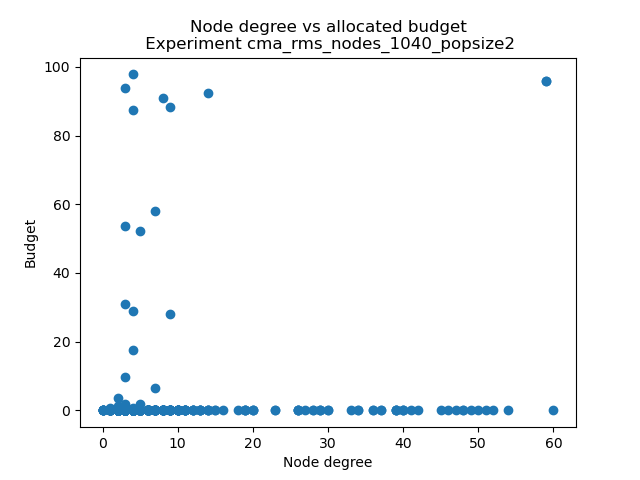 Node degree vs allocated budget
Experiment cma_rms_nodes_1040_popsize2
100
80
60
40
20
0
Budget
0 10 20 30 40 50 60
Node degree